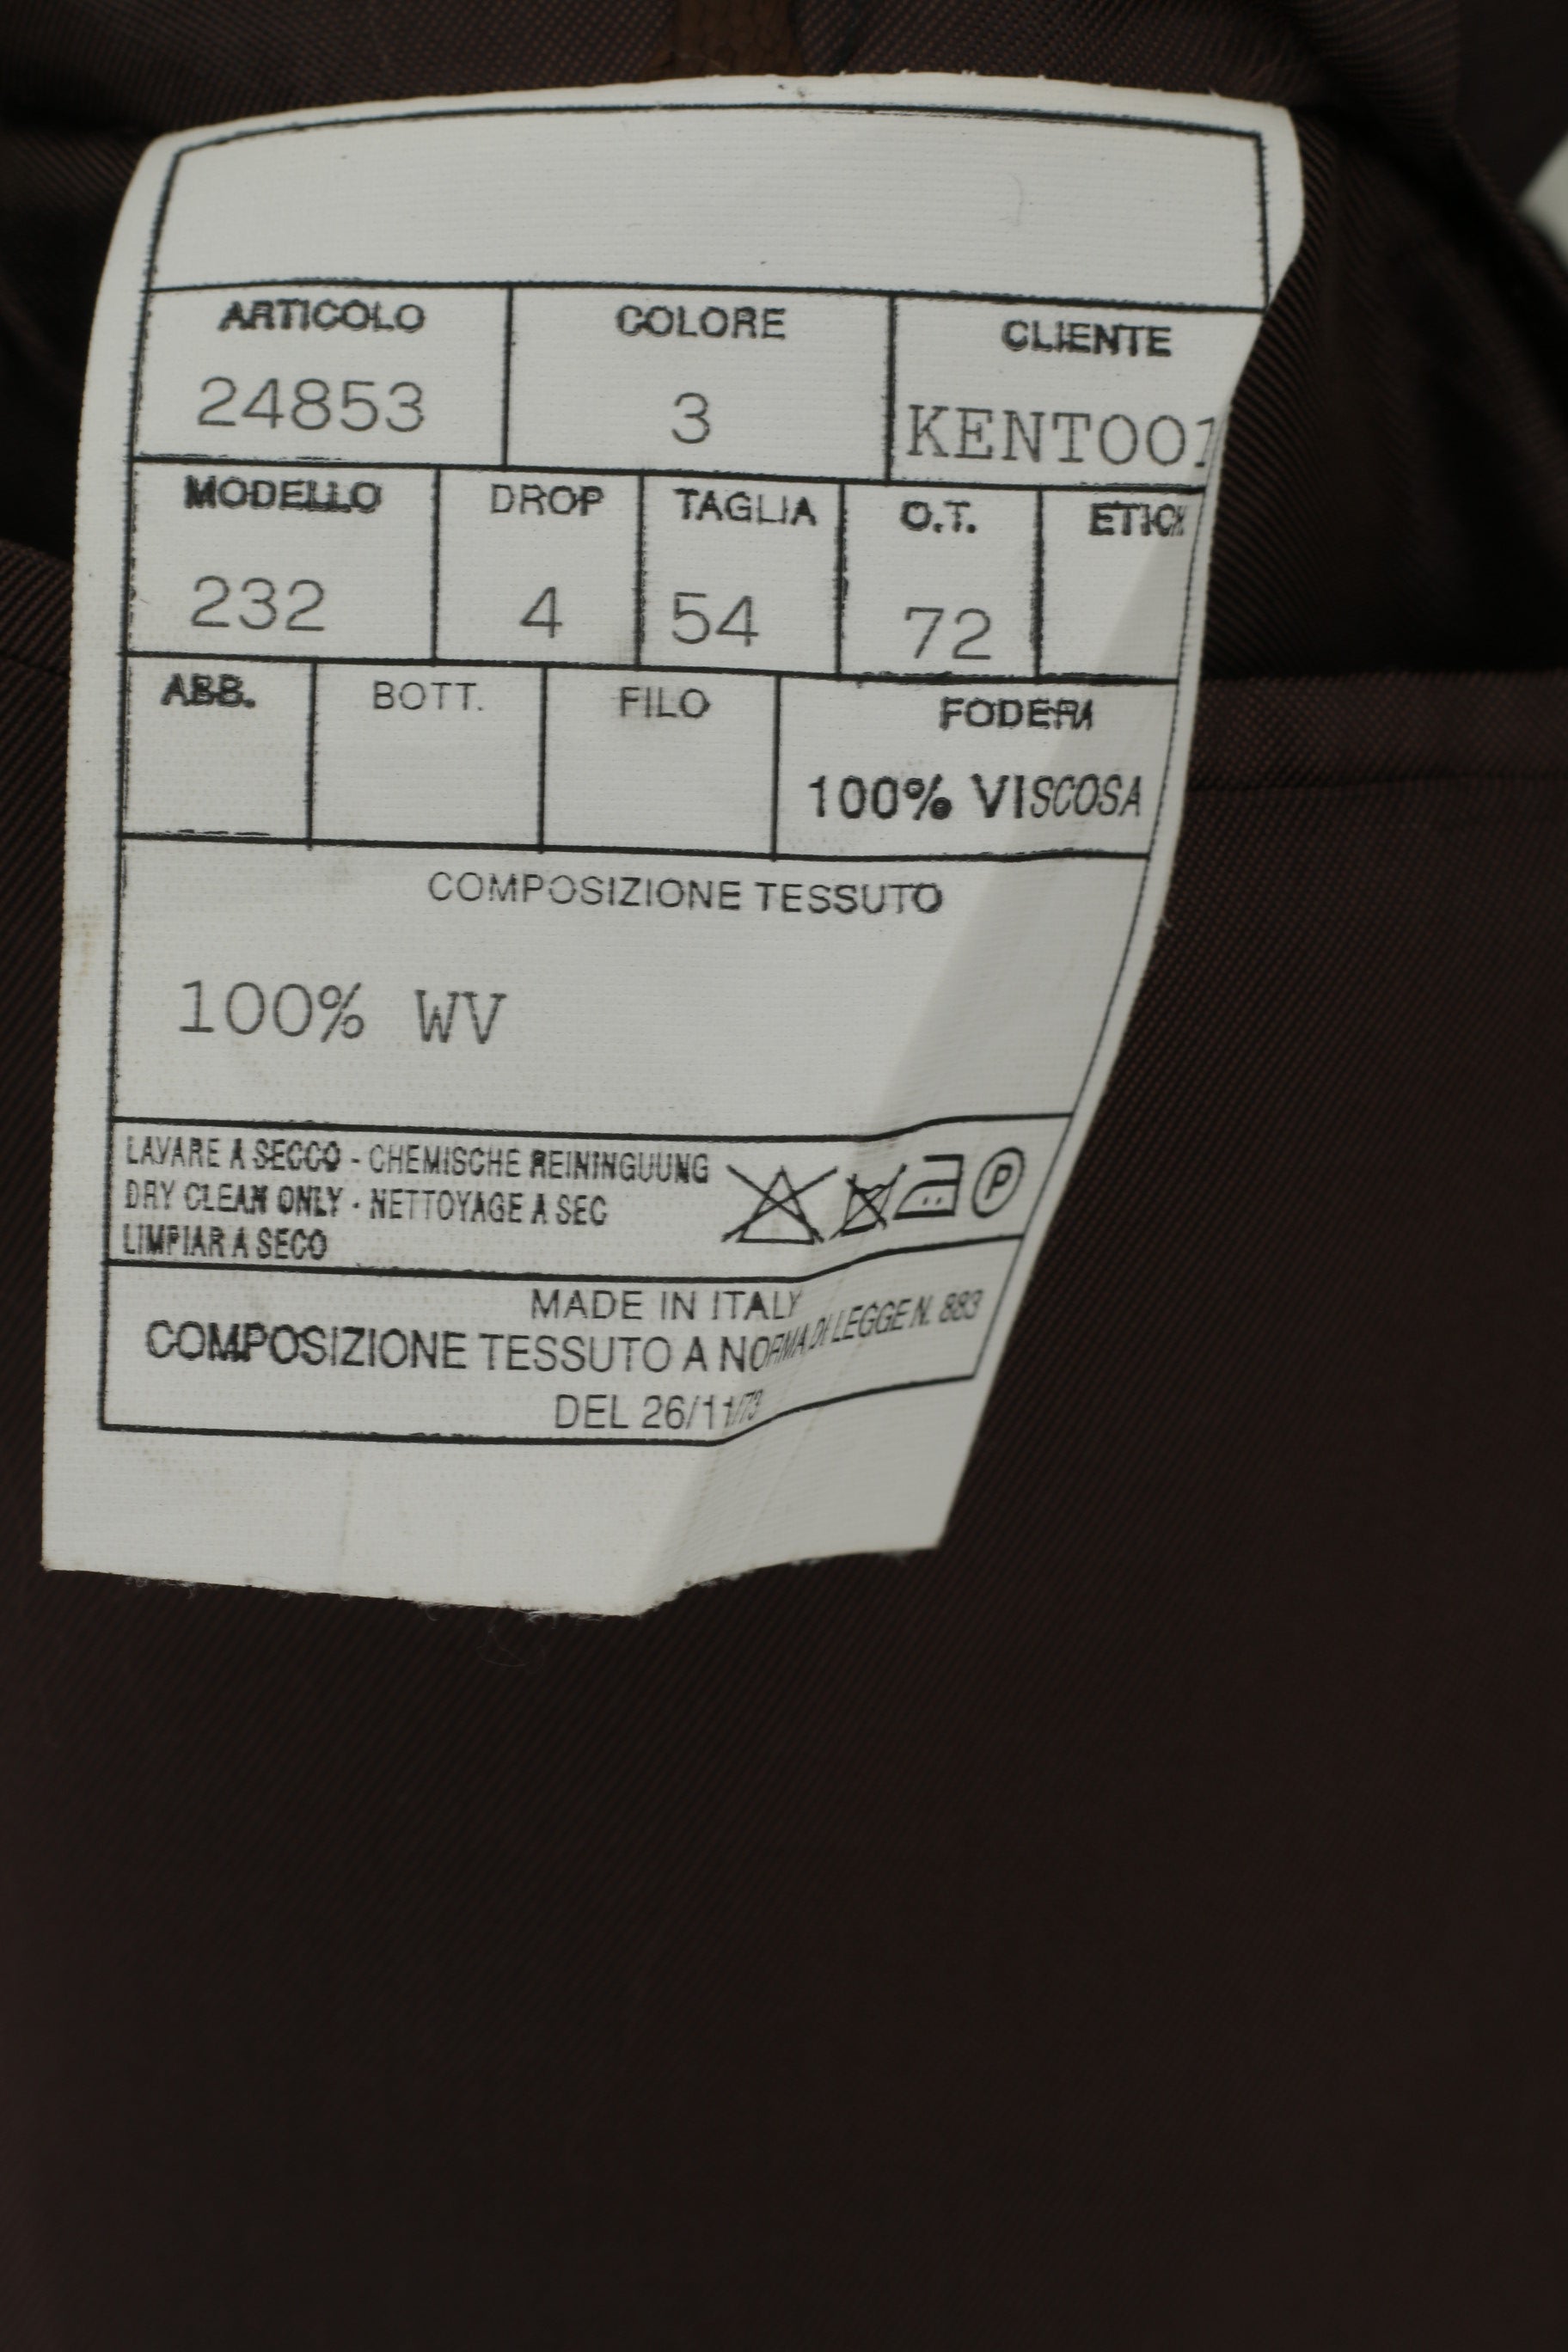 ARTICOLO COLORE CLIENTE
24853 3 KENT001
MODELLO DROP TAGLIA O.T. ETICH
232 4 54 72
ABB. BOTT. FILO FODERA
100% VISCOSA
COMPOSIZIONE TESSUTO
100% WV
LAVARE A SECCO - CHEMISCHE REININGUUNG
DRY CLEAN ONLY - NETTOYAGE A SEC
LIMPIAR A SECO
P
MADE IN ITALY
COMPOSIZIONE TESSUTO A NORMA DI LEGGE N. 883
DEL 26/11/73